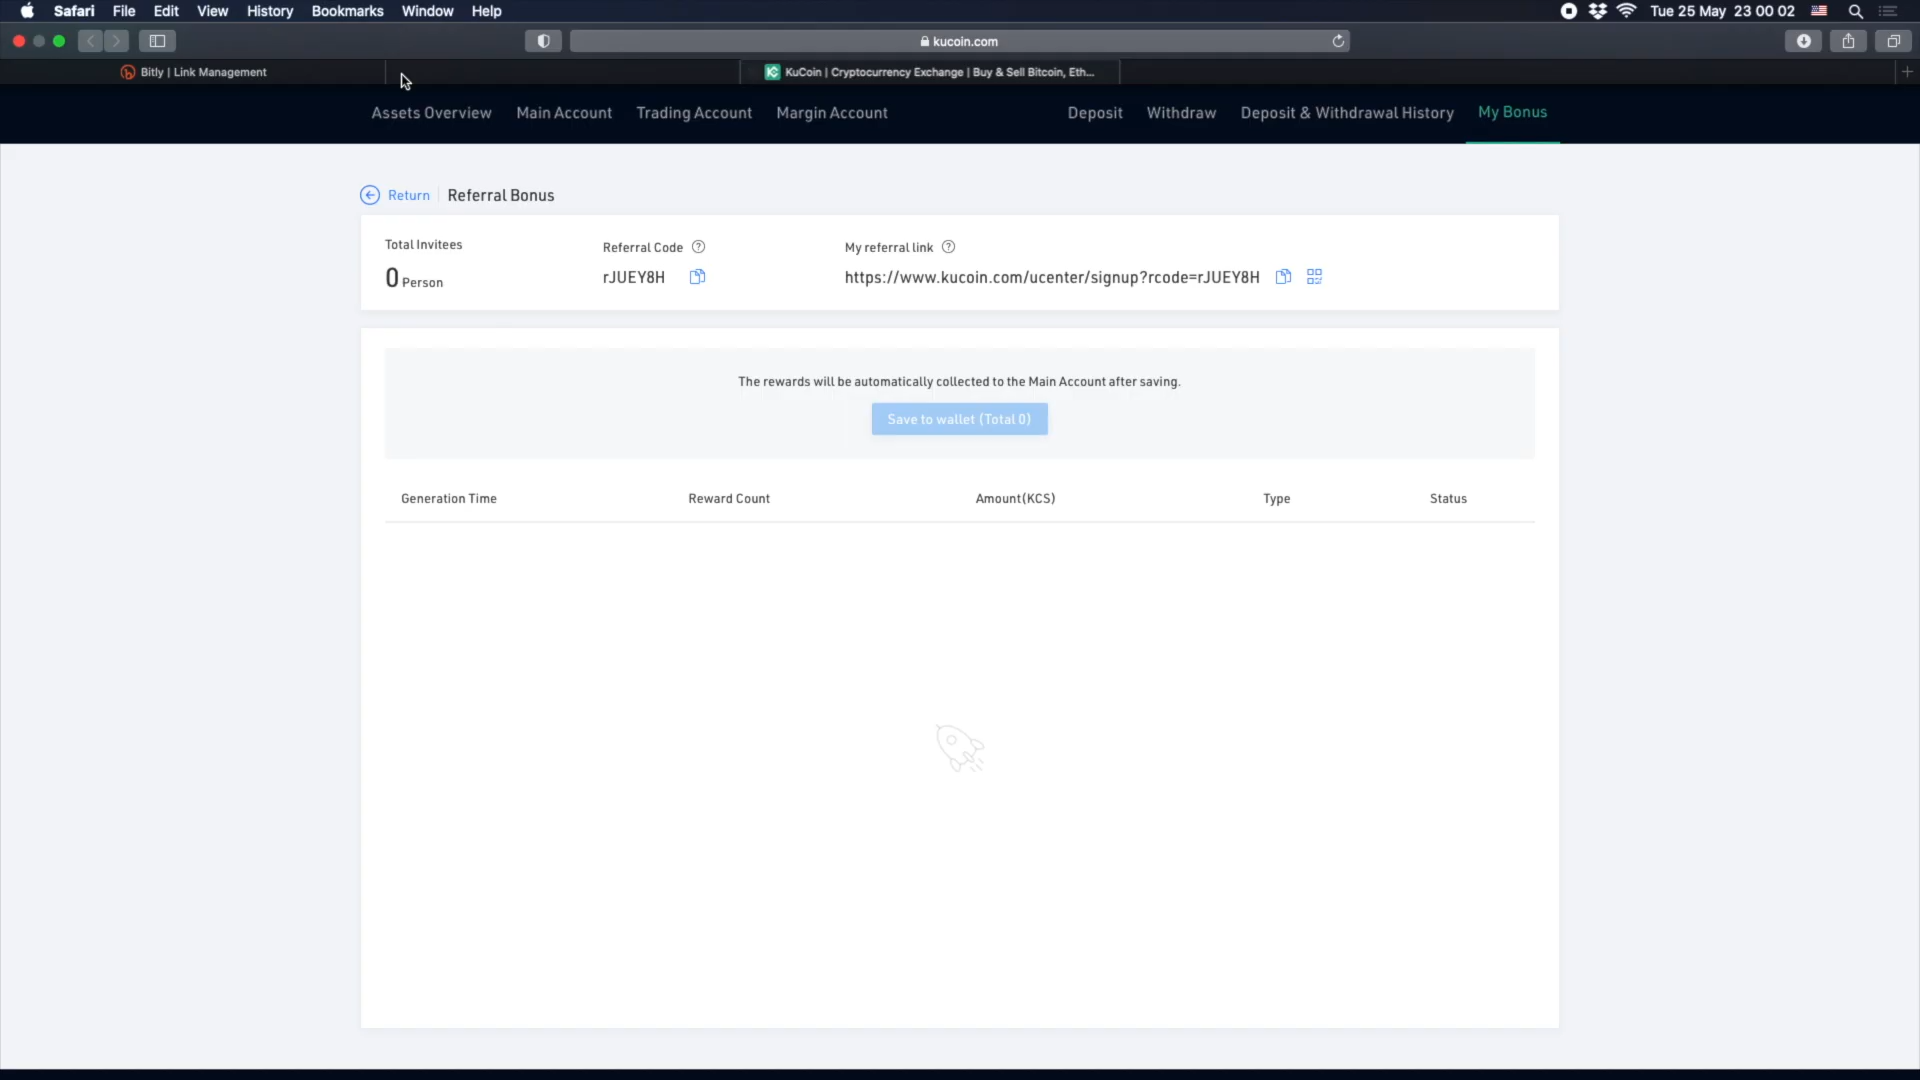 Safari File Edit View History Bookmarks Window Help
Tue 25 May 23 00 02
kucoin.com
Bitly | Link Management
KuCoin | Cryptocurrency Exchange | Buy & Sell Bitcoin, Eth...
Assets Overview Main Account Trading Account Margin Account Deposit Withdraw Deposit & Withdrawal History My Bonus
Return Referral Bonus
Total Invitees Referral Code My referral link
0 Person rJUEY8H https://www.kucoin.com/ucenter/signup?rcode=rJUEY8H
The rewards will be automatically collected to the Main Account after saving.
Save to wallet (Total 0)
Generation Time Reward Count Amount(KCS) Type Status